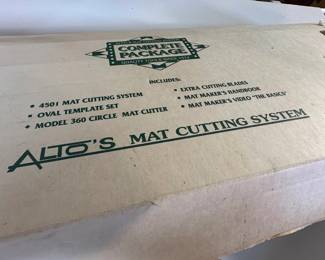 COMPLETE
PACKAGE
INCLUDES:
• 4501 MAT CUTTING SYSTEM
• OVAL TEMPLATE SET
• MODEL 360 CIRCLE MAT CUTTER
• EXTRA CUTTING BLADES
• MAT MAKER'S HANDBOOK
• MAT MAKER'S VIDEO "THE BASICS"
ALTO'S MAT CUTTING SYSTEM